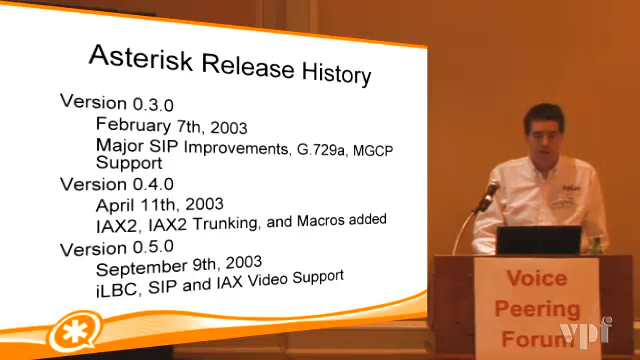 Asterisk Release History
Version 0.3.0
February 7th, 2003
Major SIP Improvements, G.729a, MGCP
Support
Version 0.4.0
April 11th, 2003
IAX2, IAX2 Trunking, and Macros added
Version 0.5.0
September 9th, 2003
iLBC, SIP and IAX Video Support
Voice
Peering
Forum
vpf